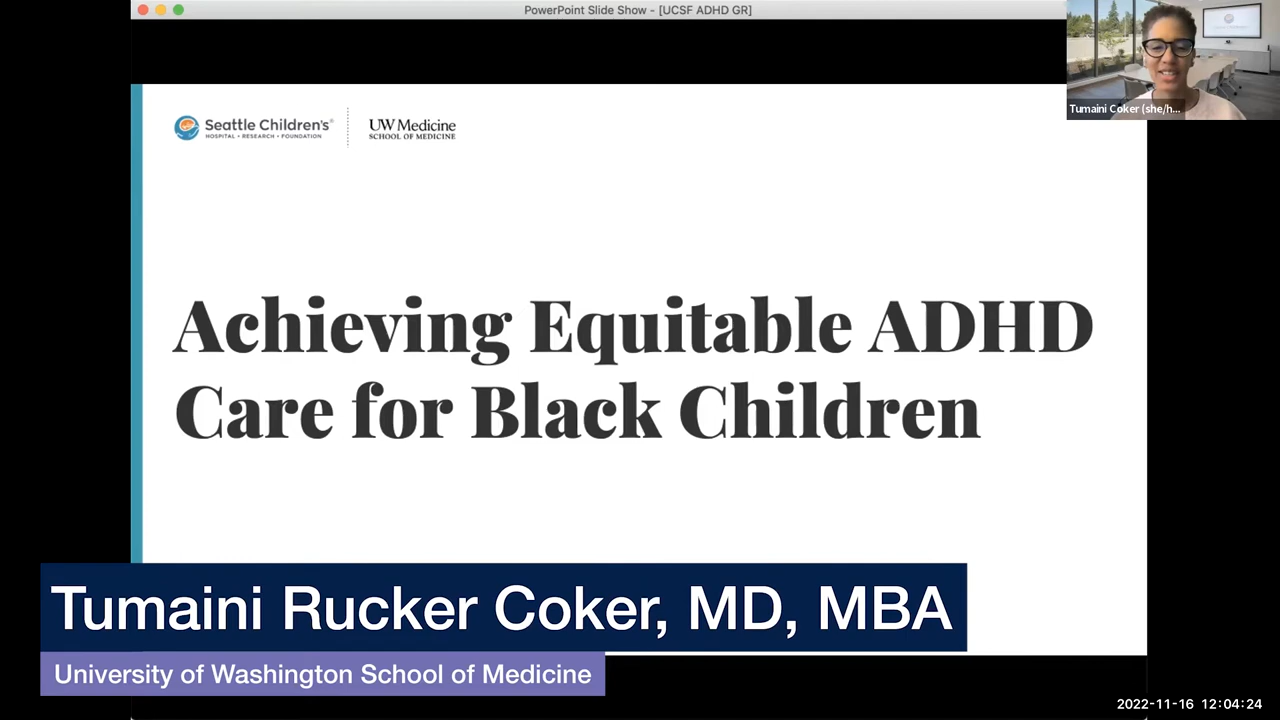 PowerPoint Slide Show - [UCSF ADHD GR]
Tumaini Coker (she/h...
Seattle Children's®
HOSPITAL • RESEARCH • FOUNDATION
UW Medicine
SCHOOL OF MEDICINE
Achieving Equitable ADHD
Care for Black Children
Tumaini Rucker Coker, MD, MBA
University of Washington School of Medicine
2022-11-16 12:04:24